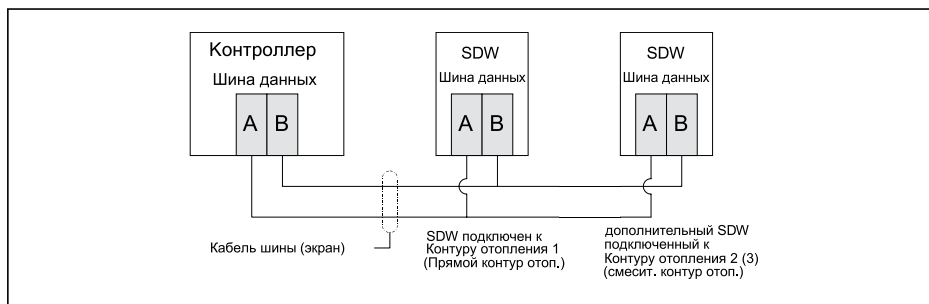 Контроллер
Шина данных
A B
SDW
Шина данных
A B
SDW
Шина данных
A B
Кабель шины (экран)
SDW подключен к
Контуру отопления 1
(Прямой контур отоп.)
дополнительный SDW
подключенный к
Контуру отопления 2 (3)
(смесит. контур отоп.)